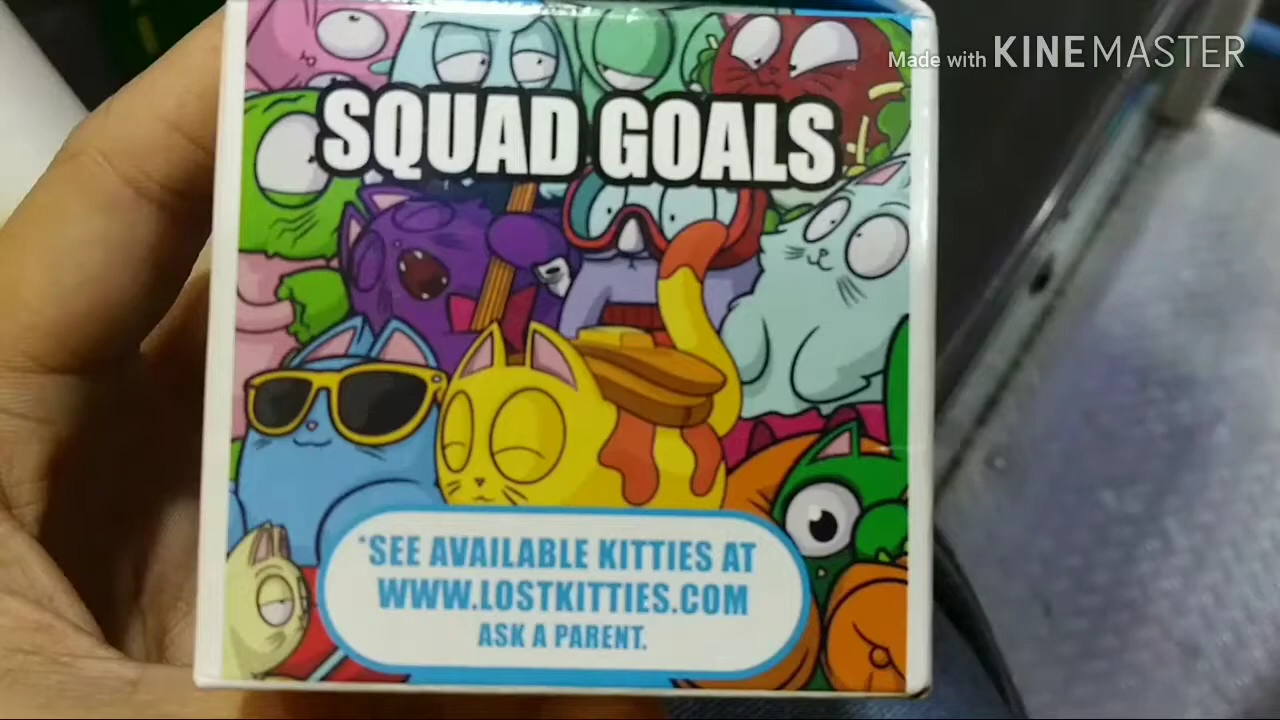 Made with KINEMASTER
SQUAD GOALS
*SEE AVAILABLE KITTIES AT
WWW.LOSTKITTIES.COM
ASK A PARENT.